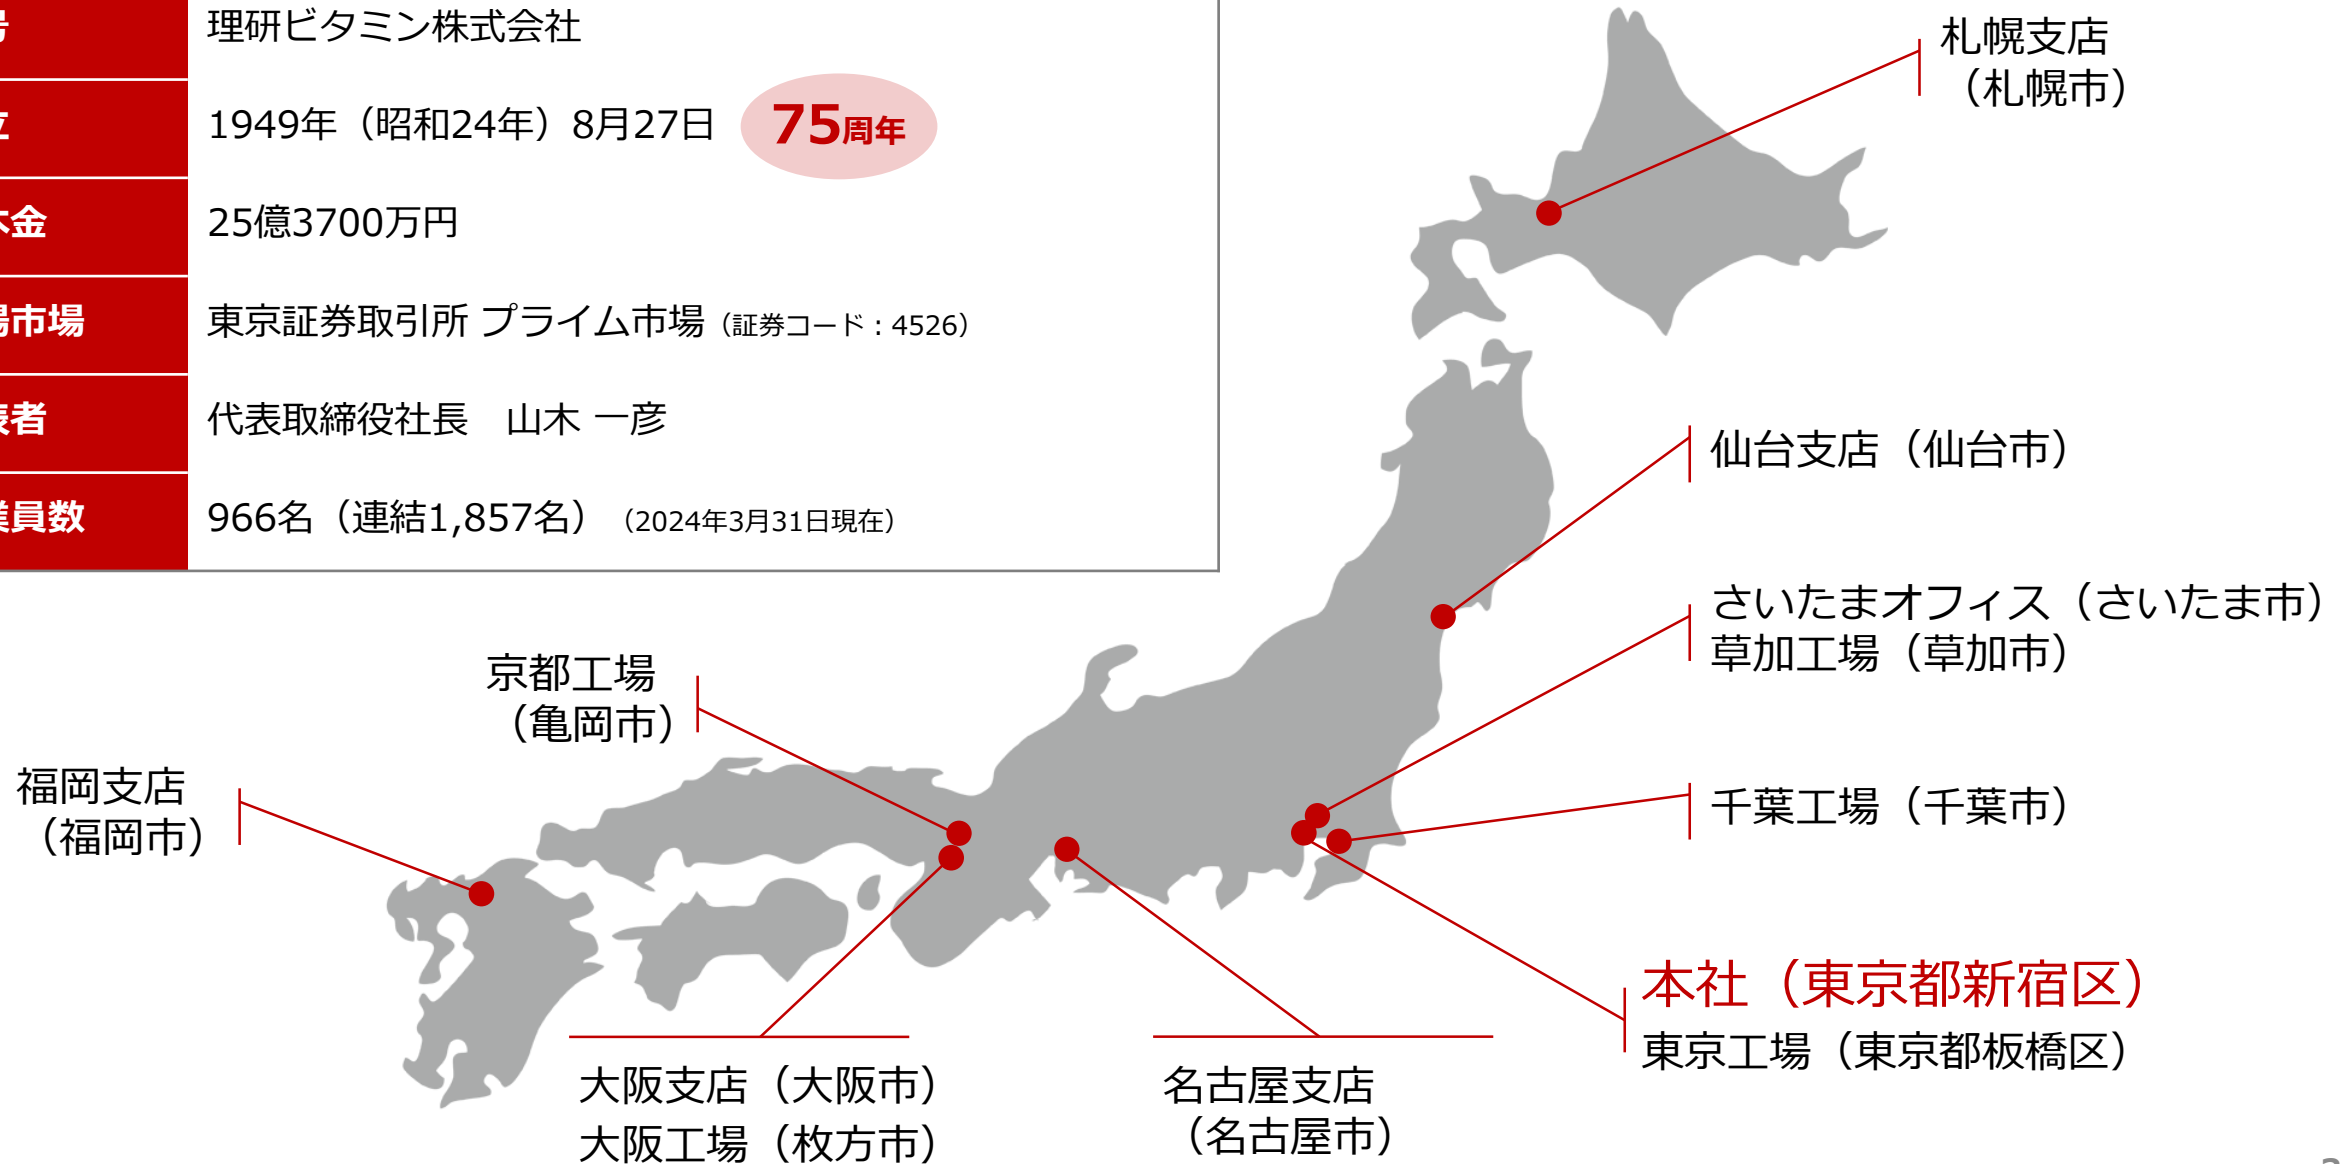 号 理研ビタミン株式会社
立 1949年（昭和24年）8月27日 75周年
本金 25億3700万円
場市場 東京証券取引所 プライム市場（証券コード：4526）
表者 代表取締役社長　山木 一彦
業員数 966名（連結1,857名）（2024年3月31日現在）
札幌支店
（札幌市）
仙台支店（仙台市）
さいたまオフィス（さいたま市）
草加工場（草加市）
京都工場
（亀岡市）
福岡支店
（福岡市）
千葉工場（千葉市）
本社（東京都新宿区）
東京工場（東京都板橋区）
大阪支店（大阪市）
大阪工場（枚方市）
名古屋支店
（名古屋市）